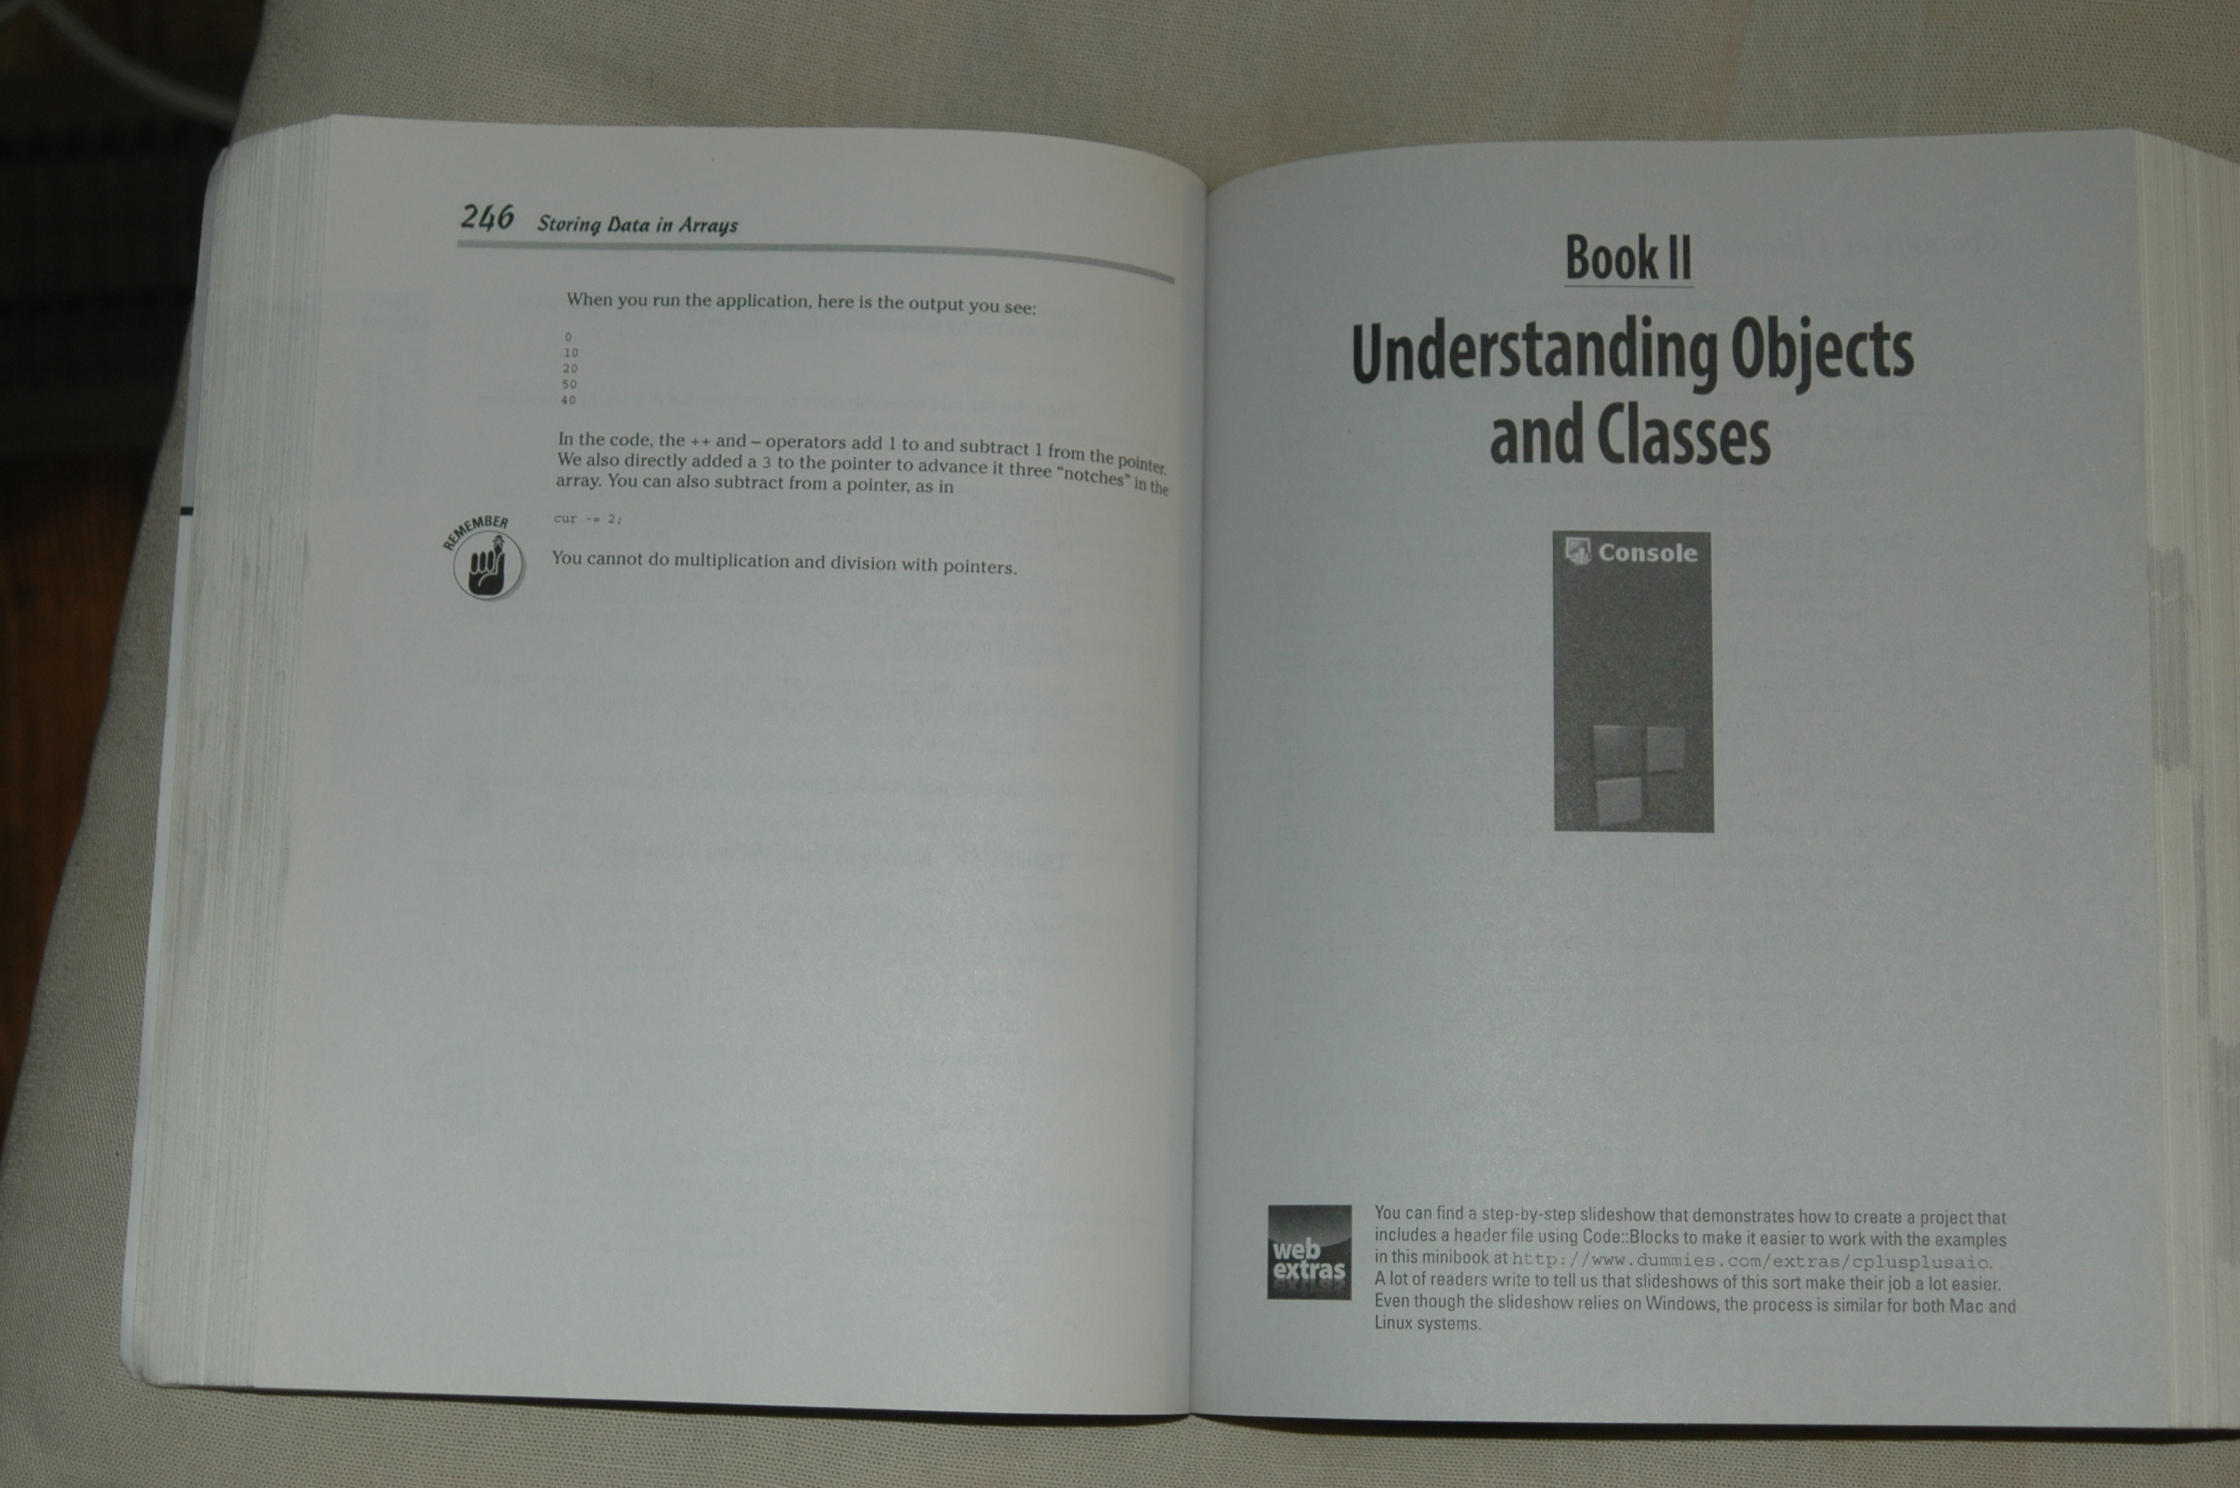 246 Storing Data in Arrays
When you run the application, here is the output you see:
0
10
20
50
40
In the code, the ++ and – operators add 1 to and subtract 1 from the pointer.
We also directly added a 3 to the pointer to advance it three “notches” in the
array. You can also subtract from a pointer, as in
cur -= 2;
REMEMBER
You cannot do multiplication and division with pointers.
Book II
Understanding Objects
and Classes
Console
web
extras
You can find a step-by-step slideshow that demonstrates how to create a project that
includes a header file using Code::Blocks to make it easier to work with the examples
in this minibook at http://www.dummies.com/extras/cplusplusaio.
A lot of readers write to tell us that slideshows of this sort make their job a lot easier.
Even though the slideshow relies on Windows, the process is similar for both Mac and
Linux systems.